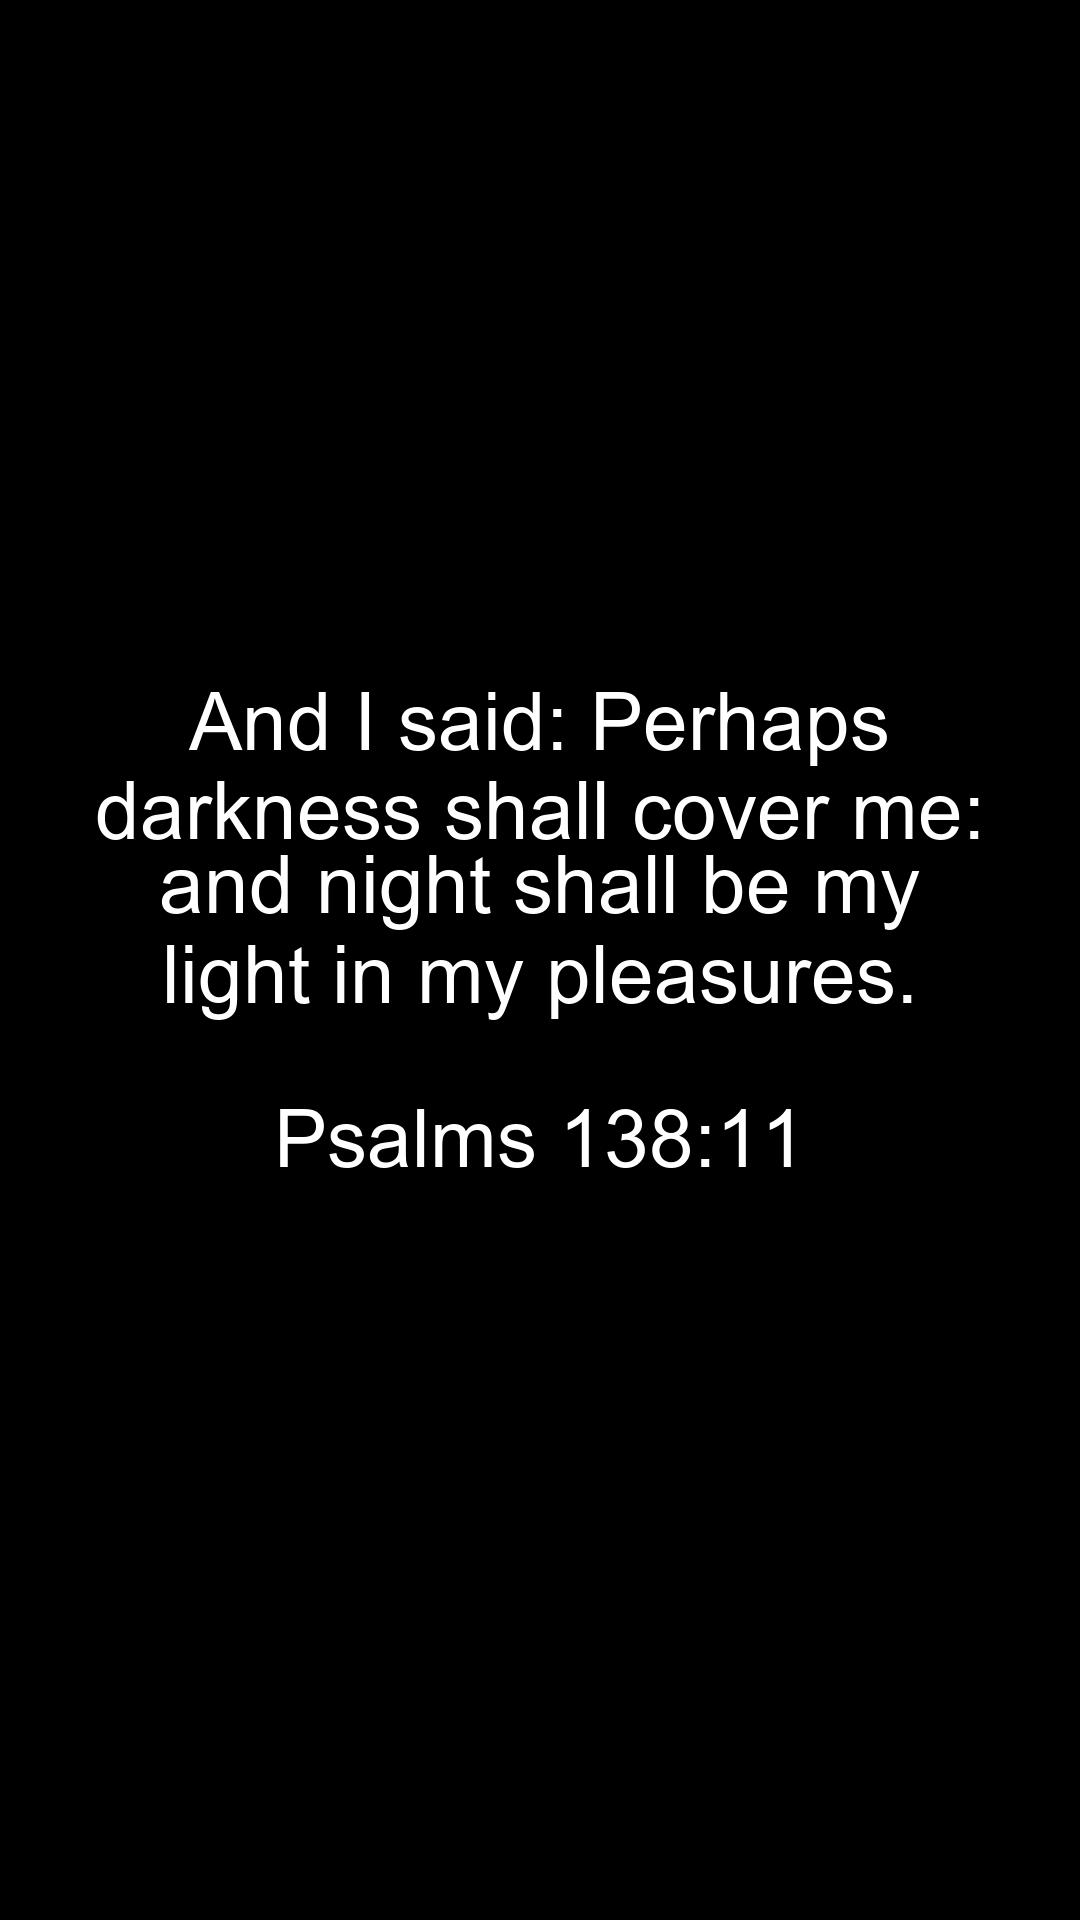 And I said: Perhaps
darkness shall cover me:
and night shall be my
light in my pleasures.
Psalms 138:11